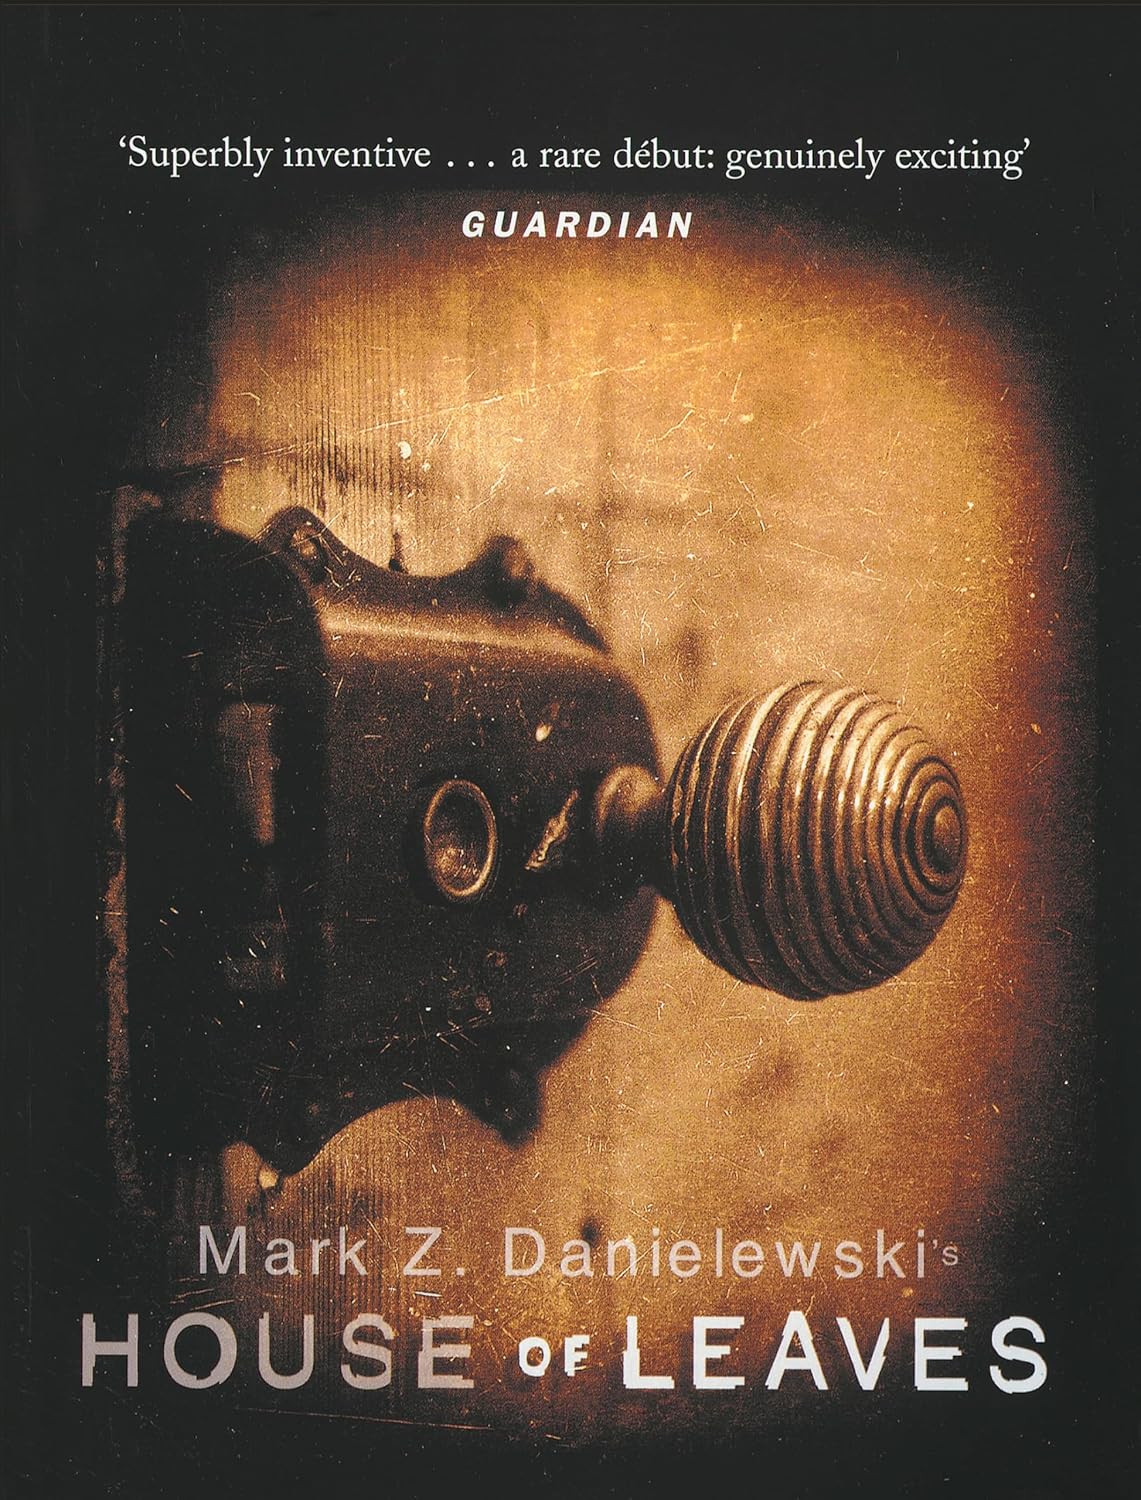 ‘Superbly inventive . . . a rare début: genuinely exciting’
GUARDIAN
Mark Z. Danielewski's
HOUSE OF LEAVES